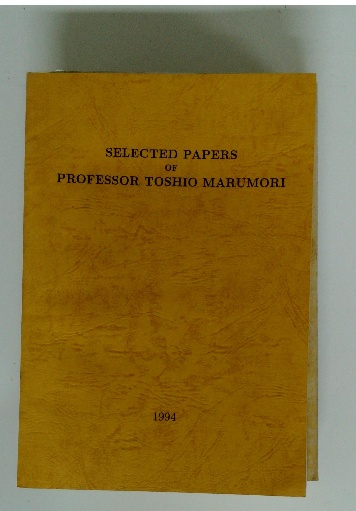 SELECTED PAPERS
OF
PROFESSOR TOSHIO MARUMORI
1994